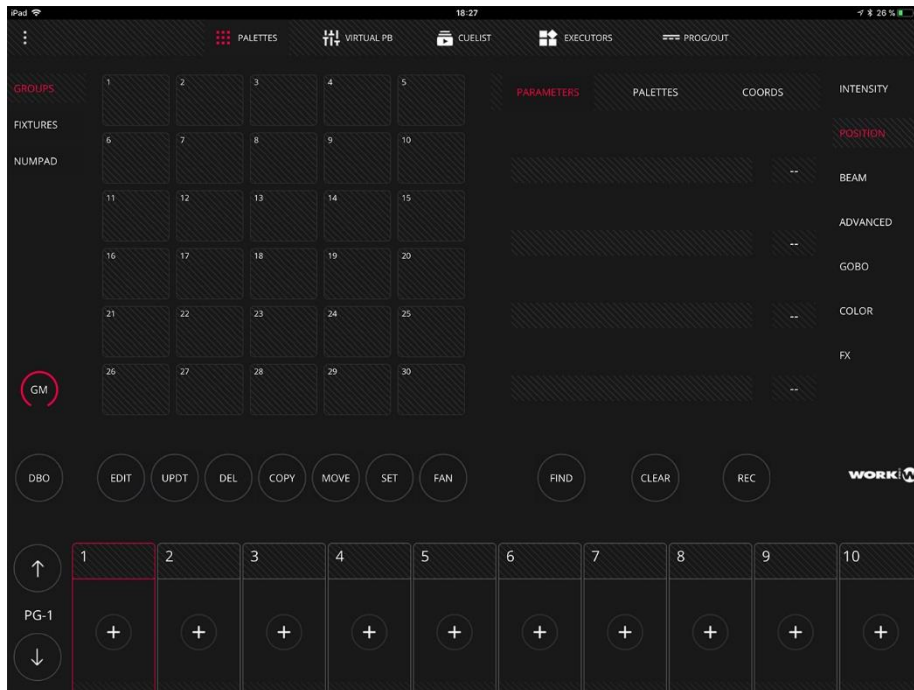 iPad 18:27 26 %
PALETTES VIRTUAL PB CUELIST EXECUTORS PROG/OUT
GROUPS
FIXTURES
NUMPAD
1 2 3 4 5
6 7 8 9 10
11 12 13 14 15
16 17 18 19 20
21 22 23 24 25
26 27 28 29 30
PARAMETERS PALETTES COORDS
--
--
--
--
INTENSITY
POSITION
BEAM
ADVANCED
GOBO
COLOR
FX
GM
DBO EDIT UPDT DEL COPY MOVE SET FAN FIND CLEAR REC
WORK
PG-1
1 2 3 4 5 6 7 8 9 10
+ + + + + + + + + +